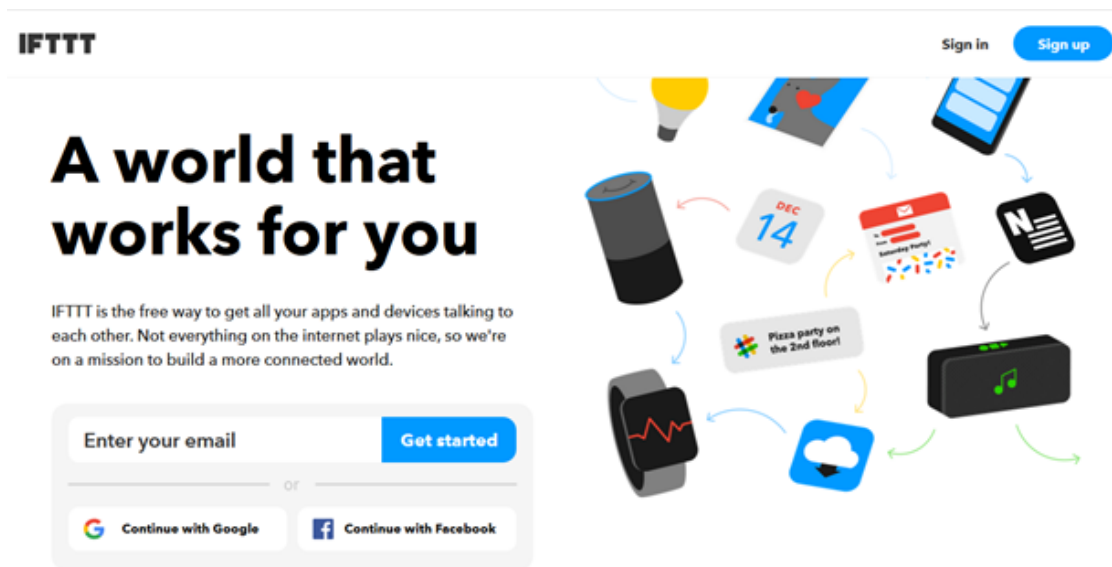 IFTTT
Sign in
Sign up
A world that
works for you
IFTTT is the free way to get all your apps and devices talking to
each other. Not everything on the internet plays nice, so we're
on a mission to build a more connected world.
Enter your email
Get started
or
Continue with Google
Continue with Facebook
DEC
14
To
From
Saturday Party!
N
Pizza party on
the 2nd floor!